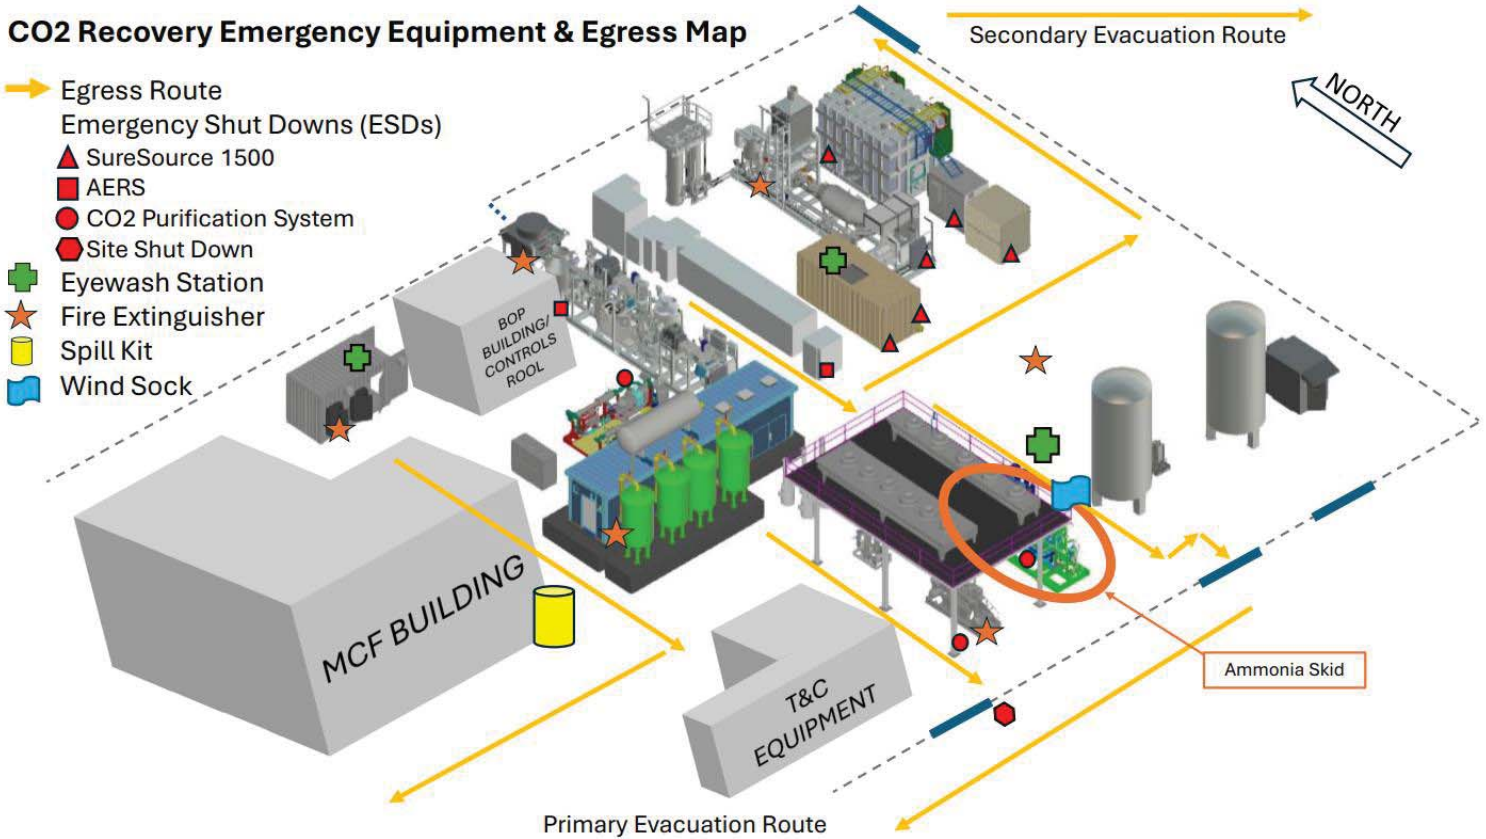 CO2 Recovery Emergency Equipment & Egress Map
Secondary Evacuation Route
NORTH
Egress Route
Emergency Shut Downs (ESDs)
SureSource 1500
AERS
CO2 Purification System
Site Shut Down
Eyewash Station
Fire Extinguisher
Spill Kit
Wind Sock
BOP
BUILDING/
CONTROLS
ROOL
MCF BUILDING
T&C
EQUIPMENT
Ammonia Skid
Primary Evacuation Route